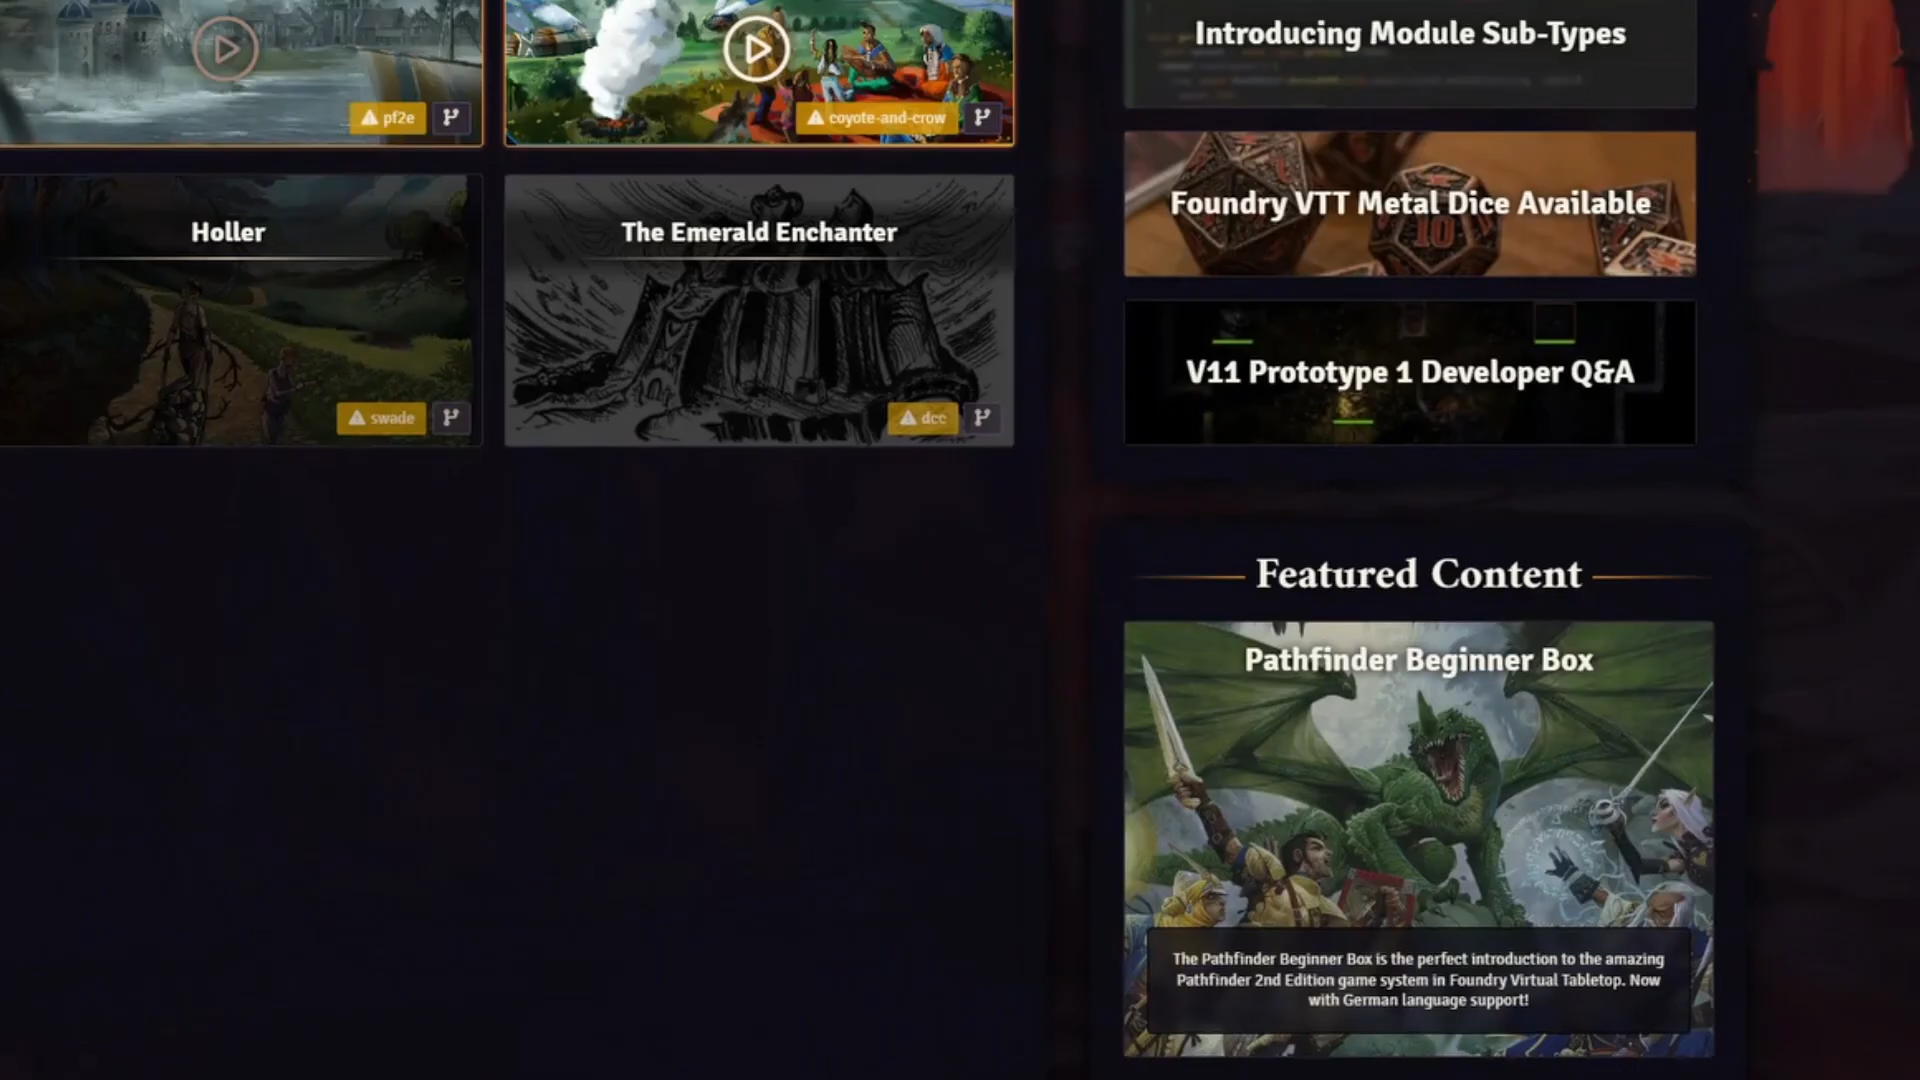 pf2e
coyote-and-crow
Holler
swade
The Emerald Enchanter
dcc
Introducing Module Sub-Types
Foundry VTT Metal Dice Available
10
V11 Prototype 1 Developer Q&A
Featured Content
Pathfinder Beginner Box
The Pathfinder Beginner Box is the perfect introduction to the amazing
Pathfinder 2nd Edition game system in Foundry Virtual Tabletop. Now
with German language support!